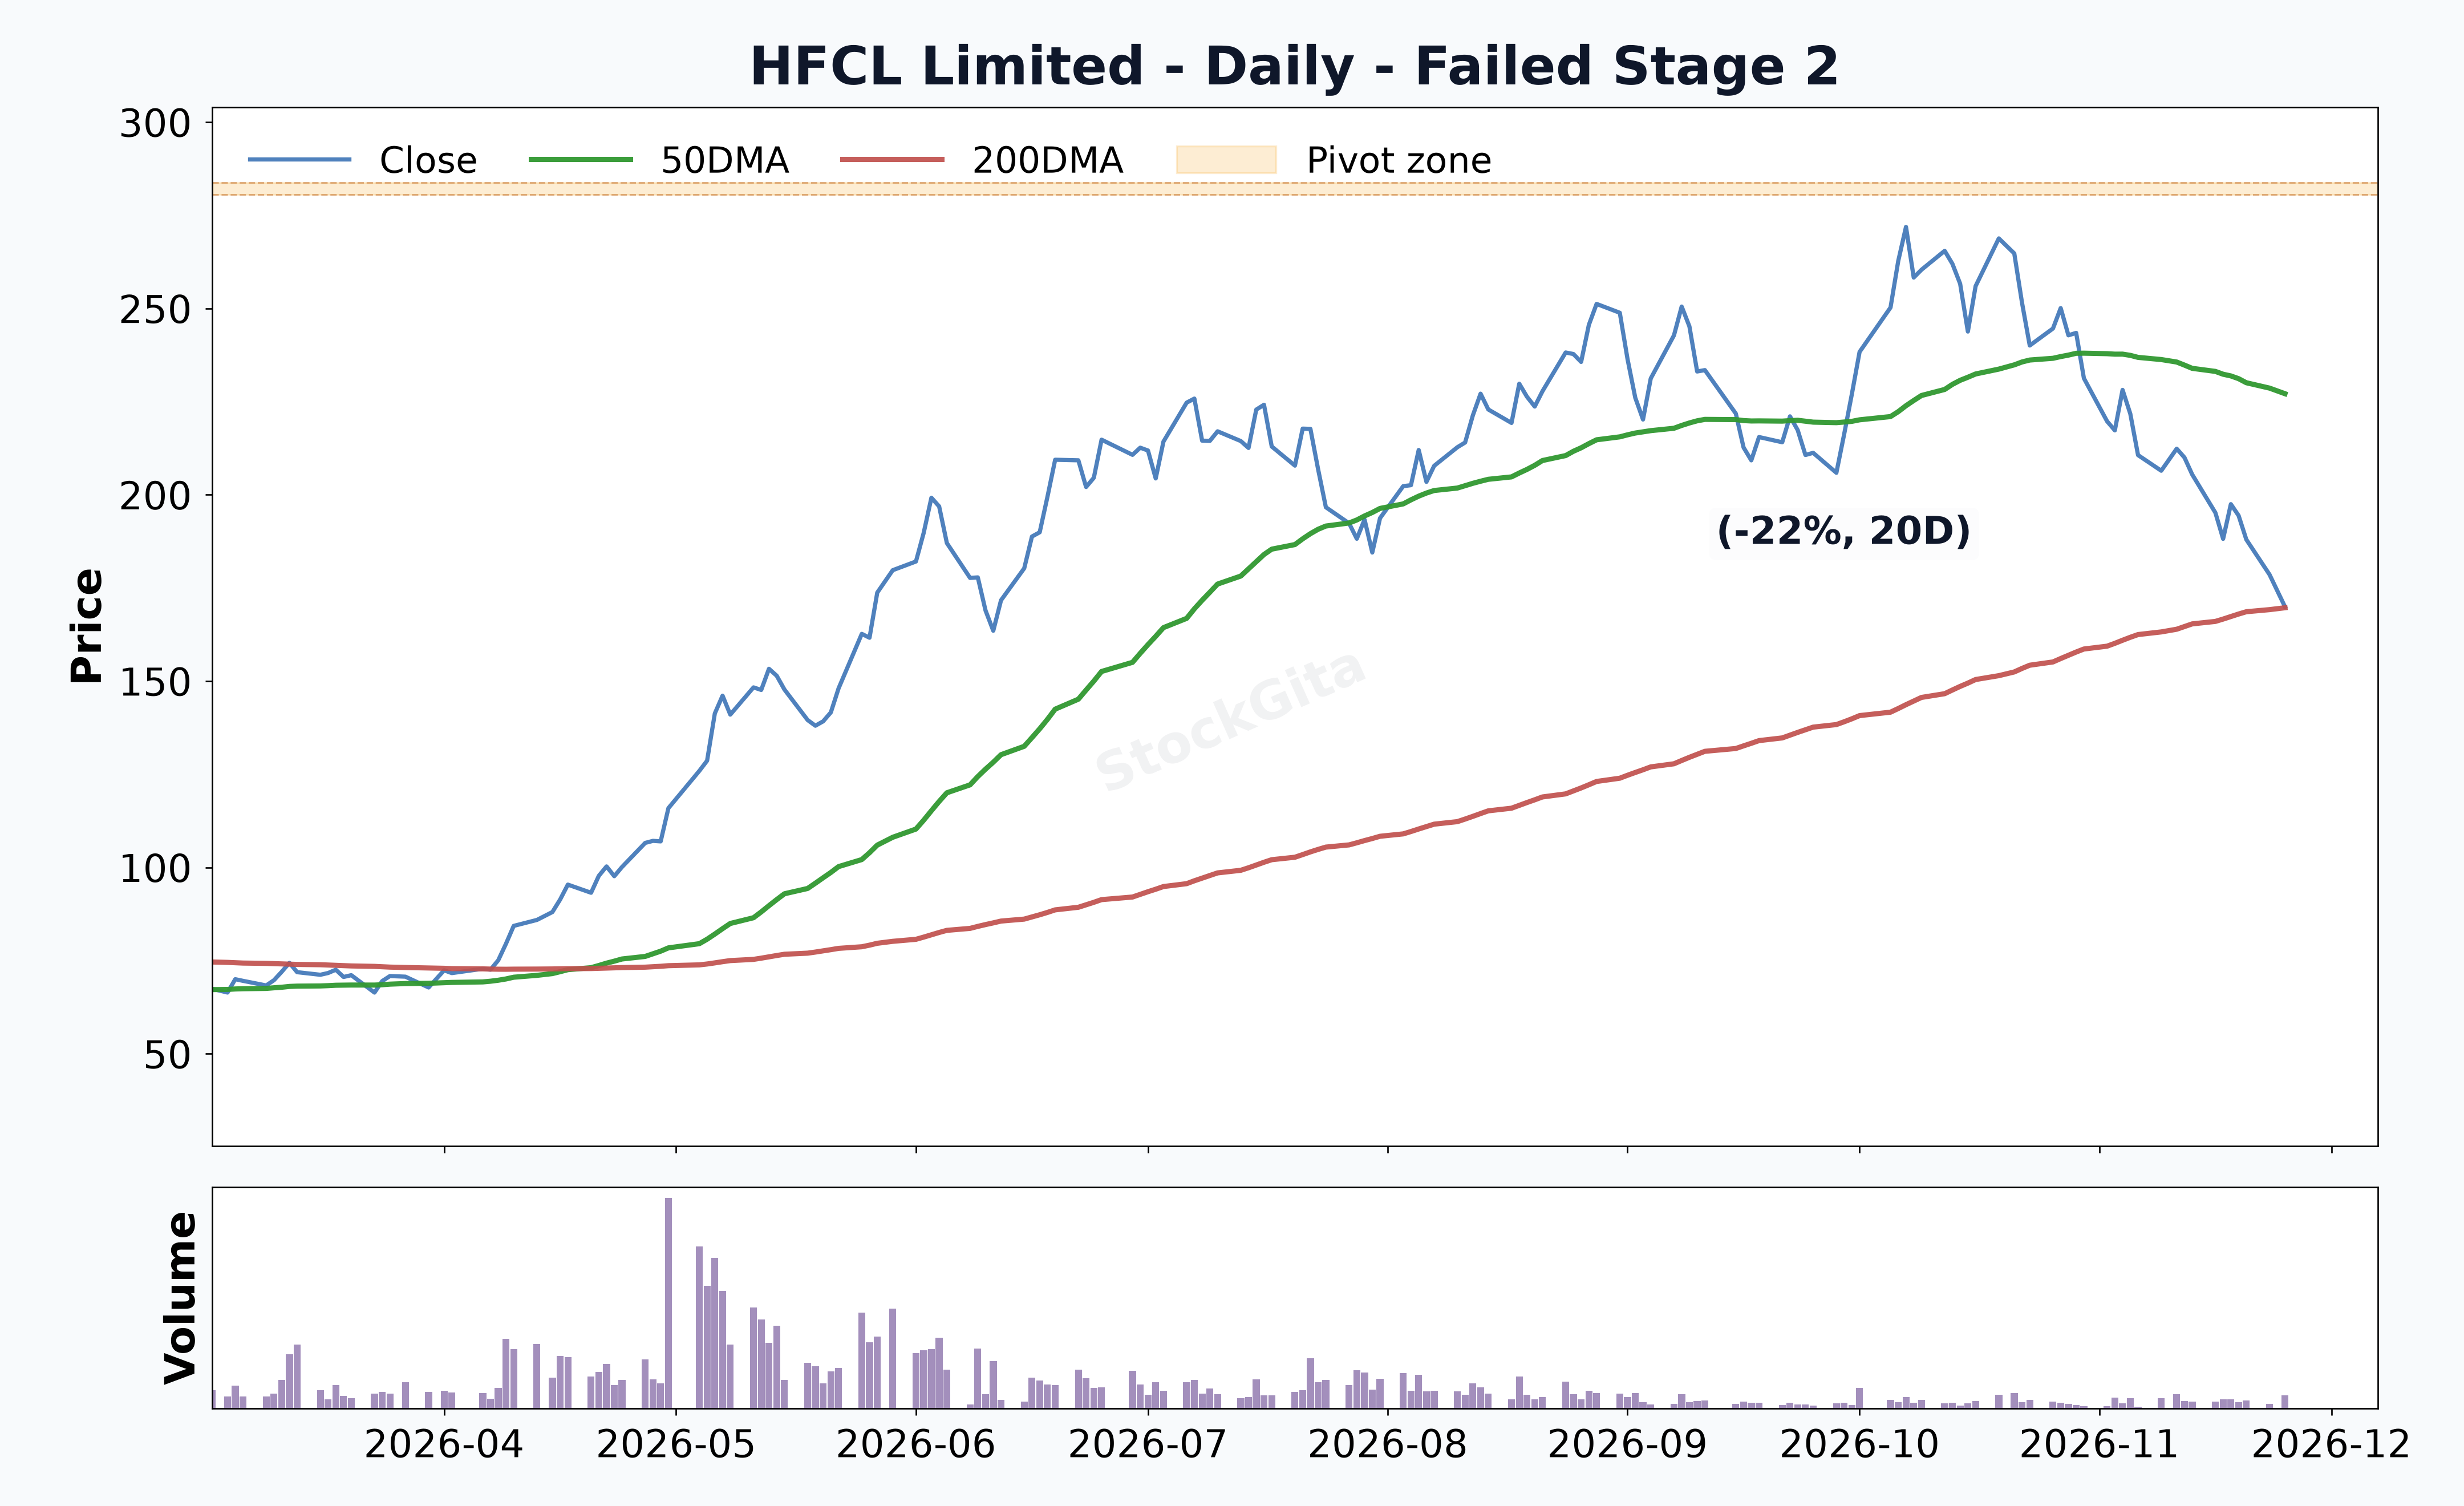 HFCL Limited - Daily - Failed Stage 2
300
Close 50DMA 200DMA Pivot zone
250
200
(-22%, 20D)
Price
150
StockGita
100
50
Volume
2026-04 2026-05 2026-06 2026-07 2026-08 2026-09 2026-10 2026-11 2026-12